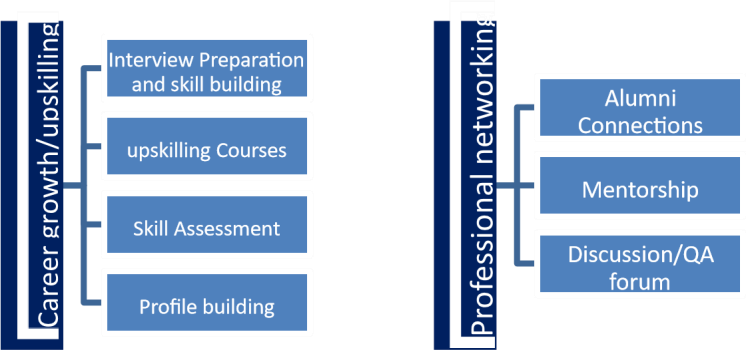 Career growth/upskilling
Interview Preparation
and skill building
upskilling Courses
Skill Assessment
Profile building
Professional networking
Alumni
Connections
Mentorship
Discussion/QA
forum